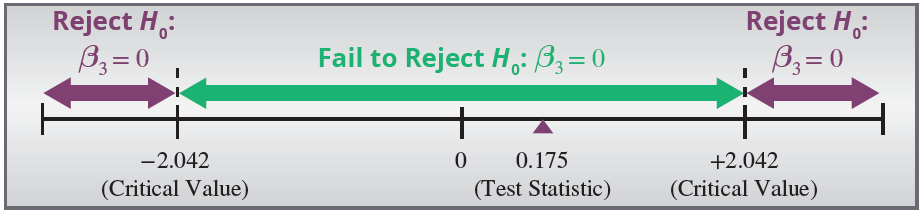 Reject H₀:
β₃ = 0
Fail to Reject H₀: β₃ = 0
Reject H₀:
β₃ = 0
−2.042
(Critical Value)
0
0.175
(Test Statistic)
+2.042
(Critical Value)